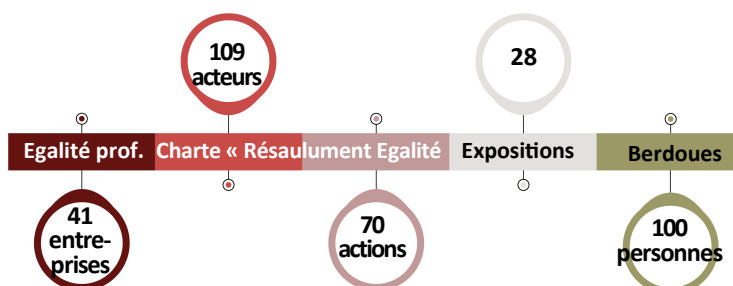 109
acteurs
28
Egalité prof.
Charte « Résaulument Egalité
Expositions
Berdoues
41
entre-
prises
70
actions
100
personnes